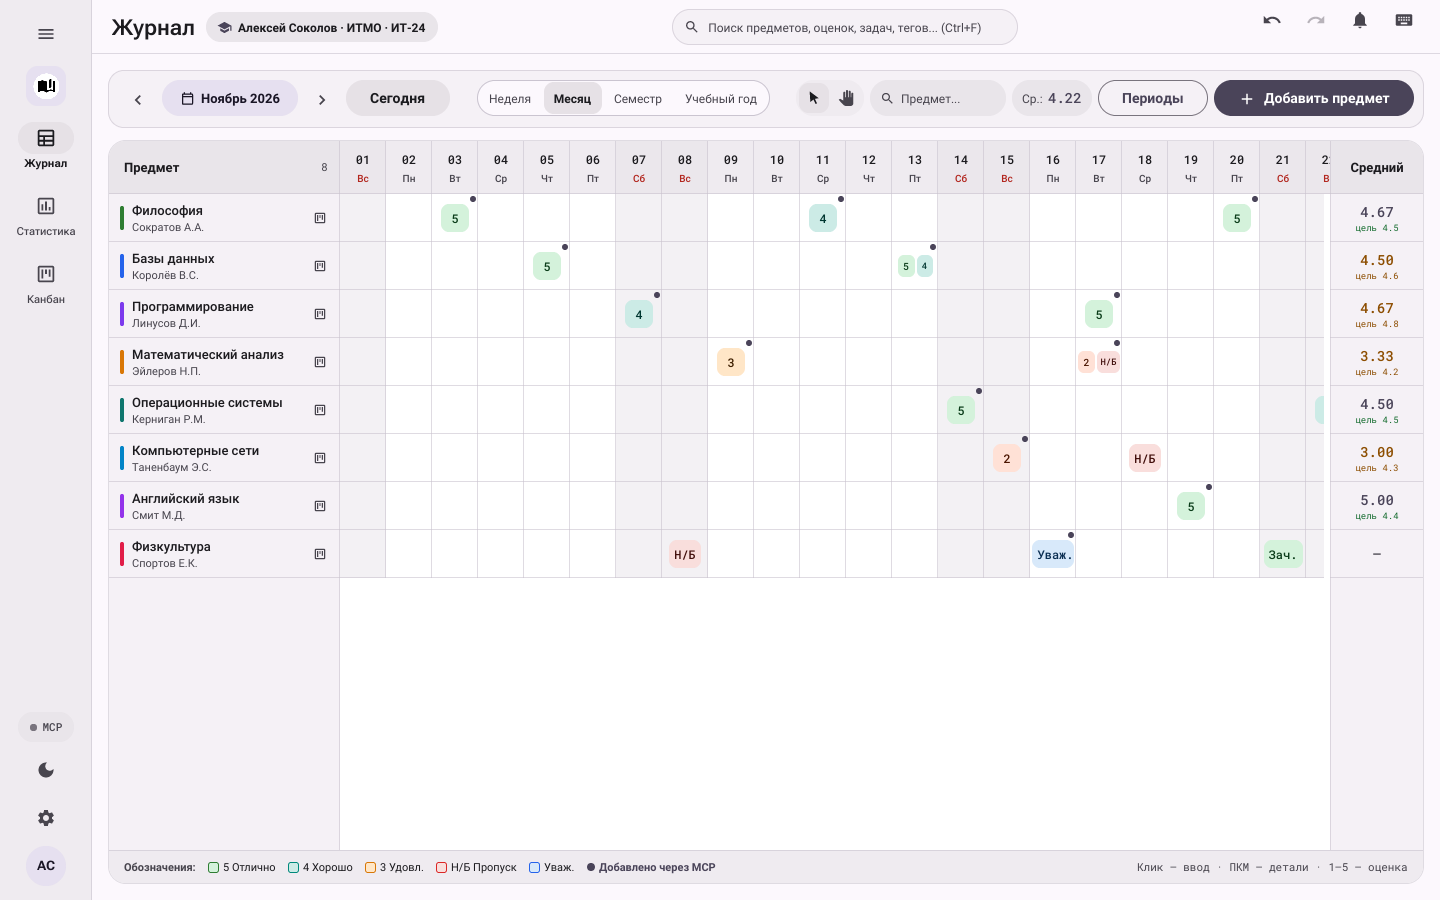 Журнал
Алексей Соколов · ИТМО · ИТ-24
Поиск предметов, оценок, задач, тегов... (Ctrl+F)
Ноябрь 2026
Сегодня
Неделя
Месяц
Семестр
Учебный год
Предмет...
Ср.: 4.22
Периоды
Добавить предмет
Журнал
Статистика
Канбан
MCP
АС
Предмет 8
01 02 03 04 05 06 07 08 09 10 11 12 13 14 15 16 17 18 19 20 21
Вс Пн Вт Ср Чт Пт Сб Вс Пн Вт Ср Чт Пт Сб Вс Пн Вт Ср Чт Пт Сб
Средний
Философия
Сократов А.А.
5 4 5
4.67
цель 4.5
Базы данных
Королёв В.С.
5 5 4
4.50
цель 4.6
Программирование
Линусов Д.И.
4 5
4.67
цель 4.8
Математический анализ
Эйлеров Н.П.
3 2 Н/Б
3.33
цель 4.2
Операционные системы
Керниган Р.М.
5
4.50
цель 4.5
Компьютерные сети
Таненбаум Э.С.
2 Н/Б
3.00
цель 4.3
Английский язык
Смит М.Д.
5
5.00
цель 4.4
Физкультура
Спортов Е.К.
Н/Б Уваж. Зач.
—
Обозначения: 5 Отлично 4 Хорошо 3 Удовл. Н/Б Пропуск Уваж. Добавлено через MCP
Клик — ввод · ПКМ — детали · 1–5 — оценка